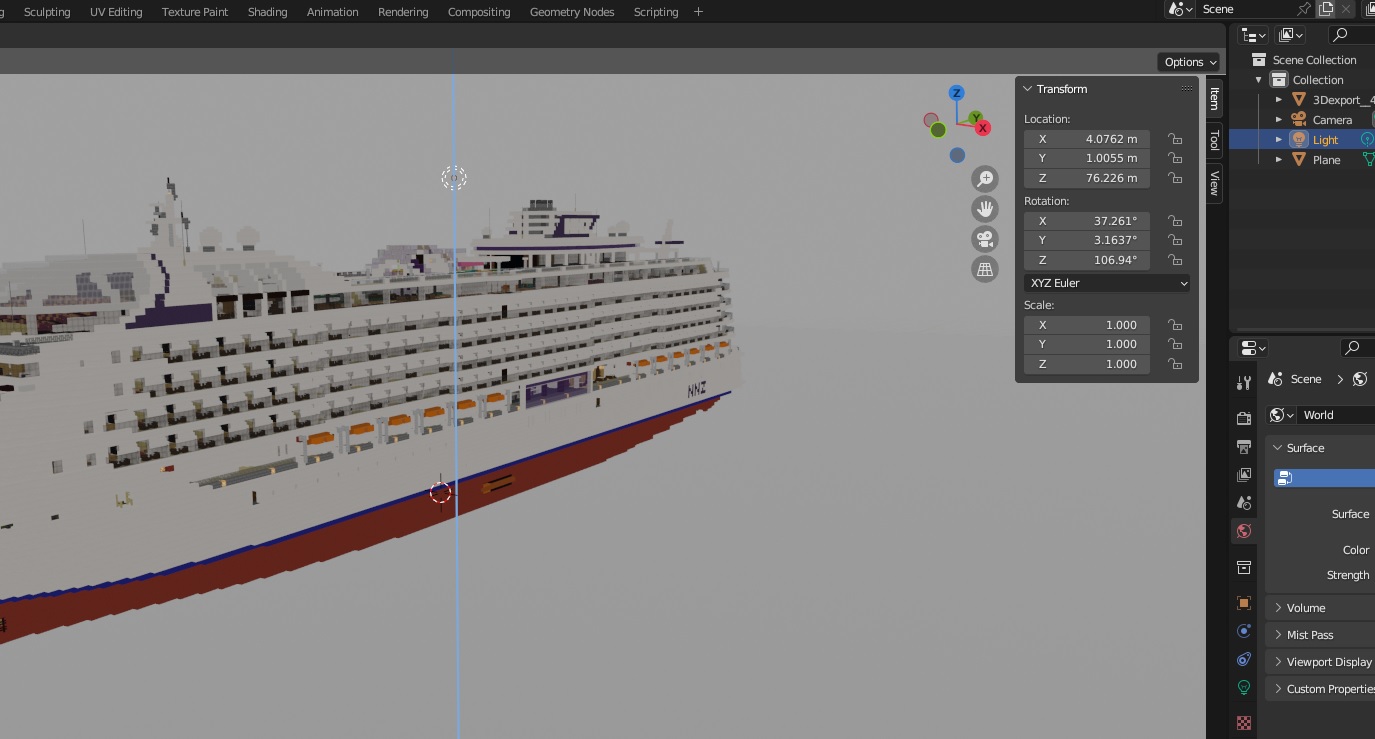 Sculpting UV Editing Texture Paint Shading Animation Rendering Compositing Geometry Nodes Scripting + Scene
Options
Transform
Location:
X 4.0762 m
Y 1.0055 m
Z 76.226 m
Rotation:
X 37.261°
Y 3.1637°
Z 106.94°
XYZ Euler
Scale:
X 1.000
Y 1.000
Z 1.000
Item
Tool
View
Z
Y
X
NNZ
Scene Collection
Collection
3Dexport_4
Camera
Light
Plane
Scene
World
Surface
Surface
Color
Strength
Volume
Mist Pass
Viewport Display
Custom Properties